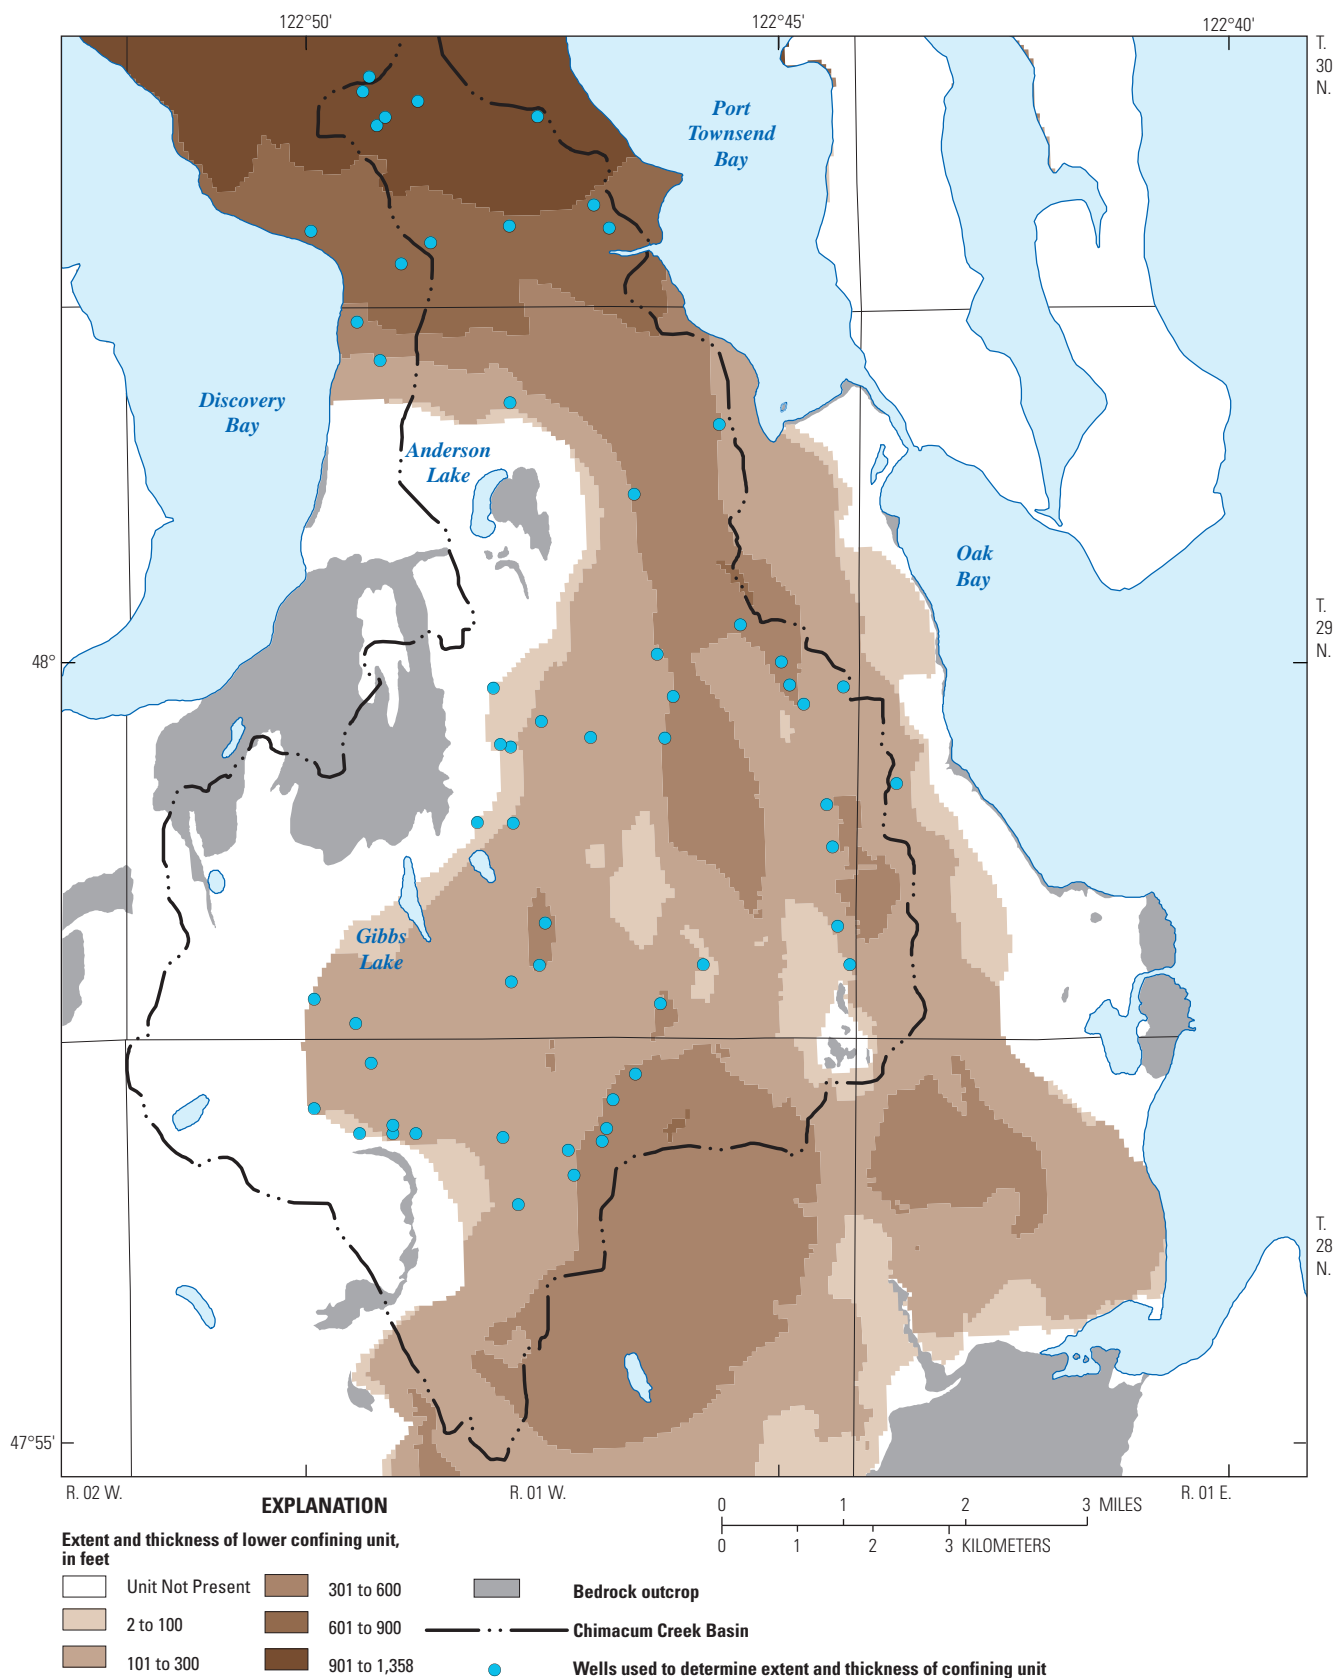 122°50'
122°45'
122°40'
T.
30
N.
Port
Townsend
Bay
Discovery
Bay
Anderson
Lake
Oak
Bay
T.
29
N.
48°
Gibbs
Lake
T.
28
N.
47°55'
R. 02 W.
R. 01 W.
R. 01 E.
EXPLANATION
0 1 2 3 MILES
0 1 2 3 KILOMETERS
Extent and thickness of lower confining unit,
in feet
Unit Not Present
2 to 100
101 to 300
301 to 600
601 to 900
901 to 1,358
Bedrock outcrop
Chimacum Creek Basin
Wells used to determine extent and thickness of confining unit